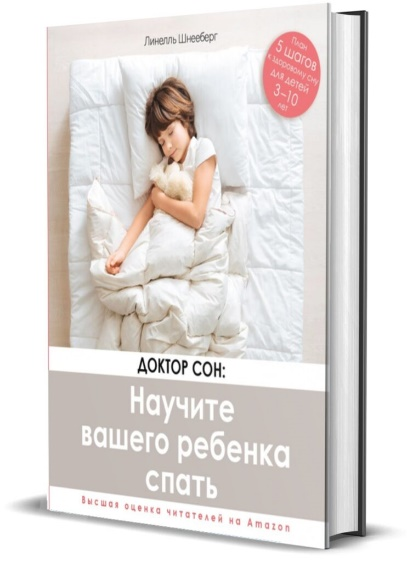 Линелль Шнееберг
План
5 шагов
к здоровому сну
для детей
3–10
лет
ДОКТОР СОН:
Научите
вашего ребенка
спать
Высшая оценка читателей на Amazon